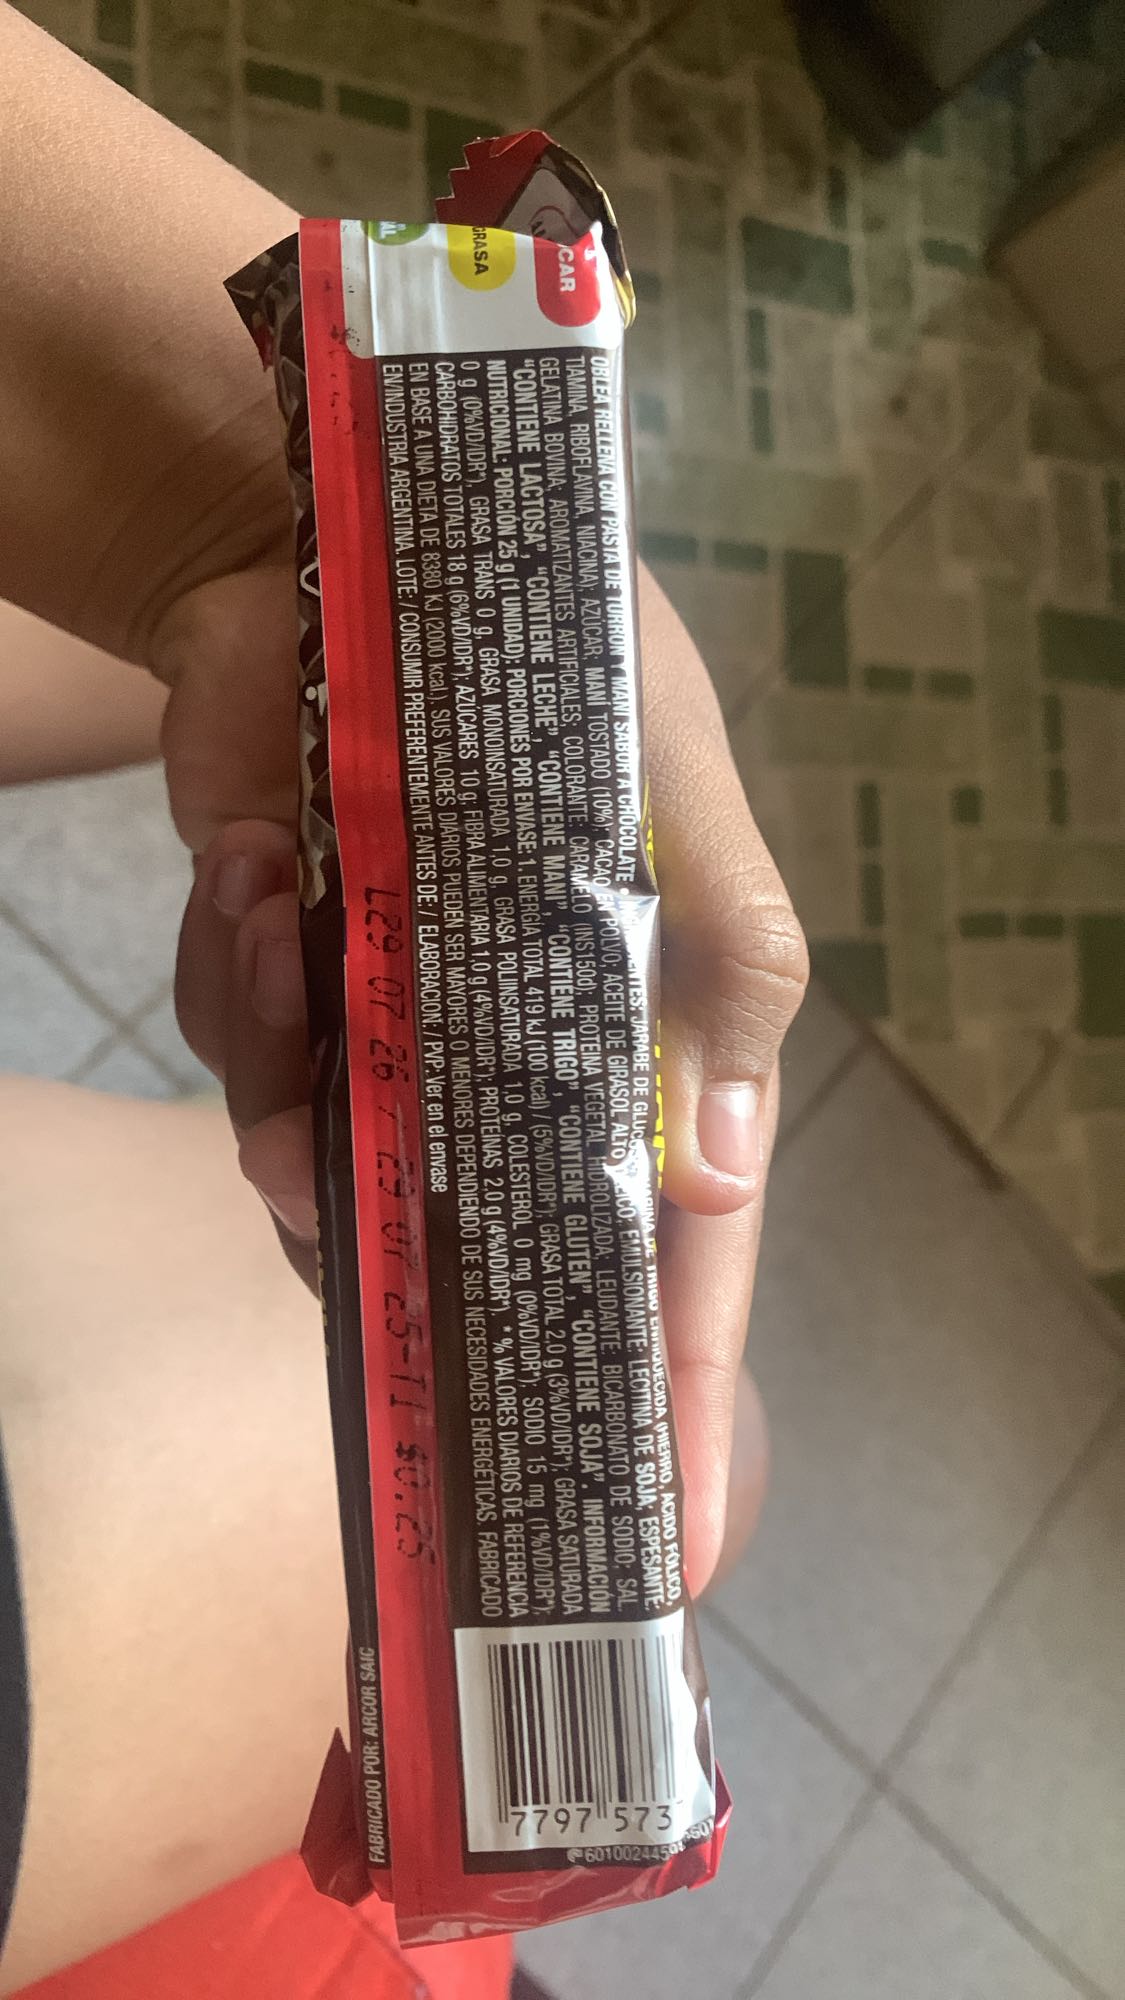 CAR
GRASA
AL
OBLEA RELLENA CON PASTA DE TURRÓN Y MANÍ SABOR A CHOCOLATE • JARABE DE TRIGO ENRIQUECIDA (HIERRO, ÁCIDO FÓLICO,
TIAMINA, RIBOFLAVINA, NIACINA); AZÚCAR; MANÍ TOSTADO (10%); CACAO EN POLVO; ACEITE DE GIRASOL ALTO EMULSIONANTE: LECITINA DE SOJA; ESPESANTE:
GELATINA BOVINA; AROMATIZANTES ARTIFICIALES; COLORANTE: CARAMELO (INS150d); PROTEÍNA VEGETAL HIDROLIZADA; LEUDANTE: BICARBONATO DE SODIO; SAL.
"CONTIENE LACTOSA", "CONTIENE LECHE", "CONTIENE MANÍ", "CONTIENE TRIGO", "CONTIENE GLUTEN", "CONTIENE SOJA". INFORMACIÓN
NUTRICIONAL: PORCIÓN 25 g (1 UNIDAD); PORCIONES POR ENVASE: 1. ENERGÍA TOTAL 419 kJ (100 kcal) / (5%VD/IDR*); GRASA TOTAL 2,0 g (3%VD/IDR*); GRASA SATURADA
0 g (0%VD/IDR*), GRASA TRANS 0 g, GRASA MONOINSATURADA 1,0 g, GRASA POLIINSATURADA 1,0 g, COLESTEROL 0 mg (0%VD/IDR*); SODIO 15 mg (1%VD/IDR*);
CARBOHIDRATOS TOTALES 18 g (6%VD/IDR*); AZÚCARES 10 g; FIBRA ALIMENTARIA 1,0 g (4%VD/IDR*); PROTEÍNAS 2,0 g (4%VD/IDR*). * % VALORES DIARIOS DE REFERENCIA
EN BASE A UNA DIETA DE 8380 KJ (2000 kcal). SUS VALORES DIARIOS PUEDEN SER MAYORES O MENORES DEPENDIENDO DE SUS NECESIDADES ENERGÉTICAS. FABRICADO
EN/INDUSTRIA ARGENTINA. LOTE: / CONSUMIR PREFERENTEMENTE ANTES DE: / ELABORACIÓN: / PVP: Ver en el envase
L29 07 26 / 29 07 25-T1 $0.25
FABRICADO POR: ARCOR SAIC
7797 573